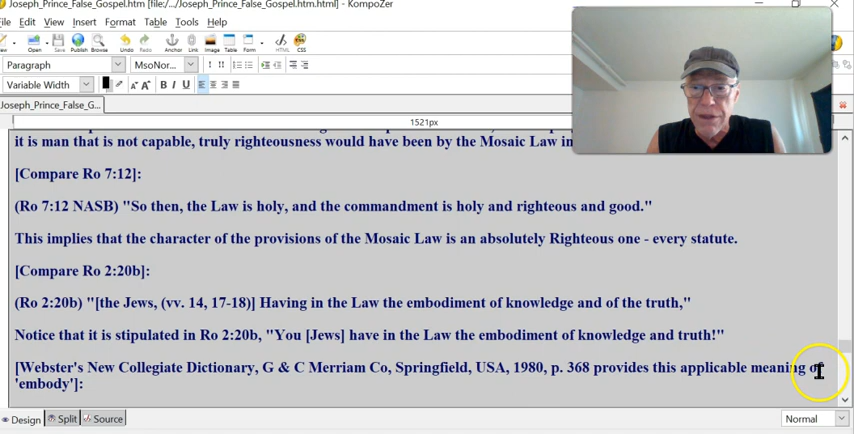 Joseph_Prince_False_Gospel.htm [file:/.../Joseph_Prince_False_Gospel.htm.html] - KompoZer
File Edit View Insert Format Table Tools Help
Open Save Publish Browse Undo Redo Anchor Link Image Table Form HTML CSS
Paragraph MsoNor...
Variable Width A A B I U
Joseph_Prince_False_G...
1521px
it is man that is not capable, truly righteousness would have been by the Mosaic Law in
[Compare Ro 7:12]:
(Ro 7:12 NASB) "So then, the Law is holy, and the commandment is holy and righteous and good."
This implies that the character of the provisions of the Mosaic Law is an absolutely Righteous one - every statute.
[Compare Ro 2:20b]:
(Ro 2:20b) "[the Jews, (vv. 14, 17-18)] Having in the Law the embodiment of knowledge and of the truth,"
Notice that it is stipulated in Ro 2:20b, "You [Jews] have in the Law the embodiment of knowledge and truth!"
[Webster's New Collegiate Dictionary, G & C Merriam Co, Springfield, USA, 1980, p. 368 provides this applicable meaning of
'embody']:
Design Split Source Normal